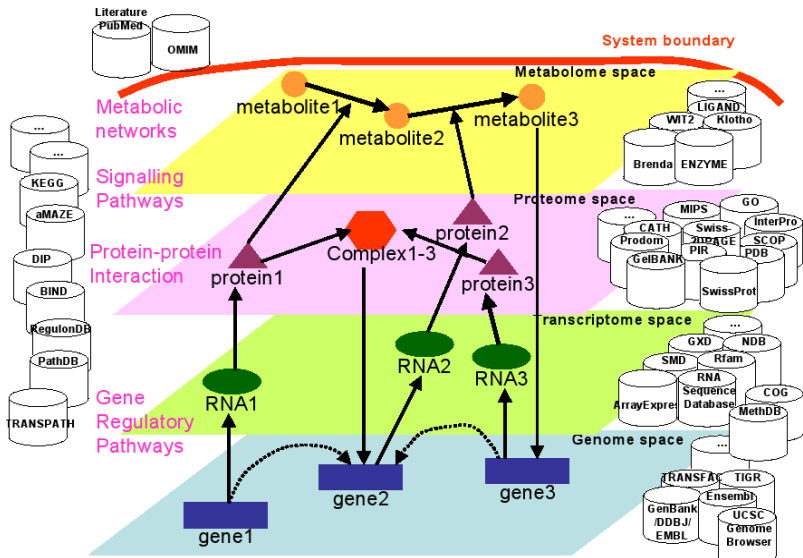 Literature
PubMed
OMIM
System boundary
Metabolome space
metabolite1
metabolite2
metabolite3
Metabolic
networks
Signalling
Pathways
Protein-protein
Interaction
Gene
Regulatory
Pathways
...
...
KEGG
aMAZE
DIP
BIND
RegulonDB
PathDB
TRANSPATH
...
LIGAND
WIT2
Klotho
Brenda
ENZYME
Proteome space
protein1
Complex1-3
protein2
protein3
...
MIPS
GO
CATH
Swiss-
2DPAGE
InterPro
Prodom
PIR
SCOP
GelBANK
PDB
SwissProt
Transcriptome space
RNA1
RNA2
RNA3
...
GXD
NDB
SMD
Rfam
ArrayExpres
RNA
Sequence
Database
COG
MethDB
Genome space
gene1
gene2
gene3
...
TRANSFAC
TIGR
GenBank
/DDBJ/
EMBL
Ensembl
UCSC
Genome
Browser